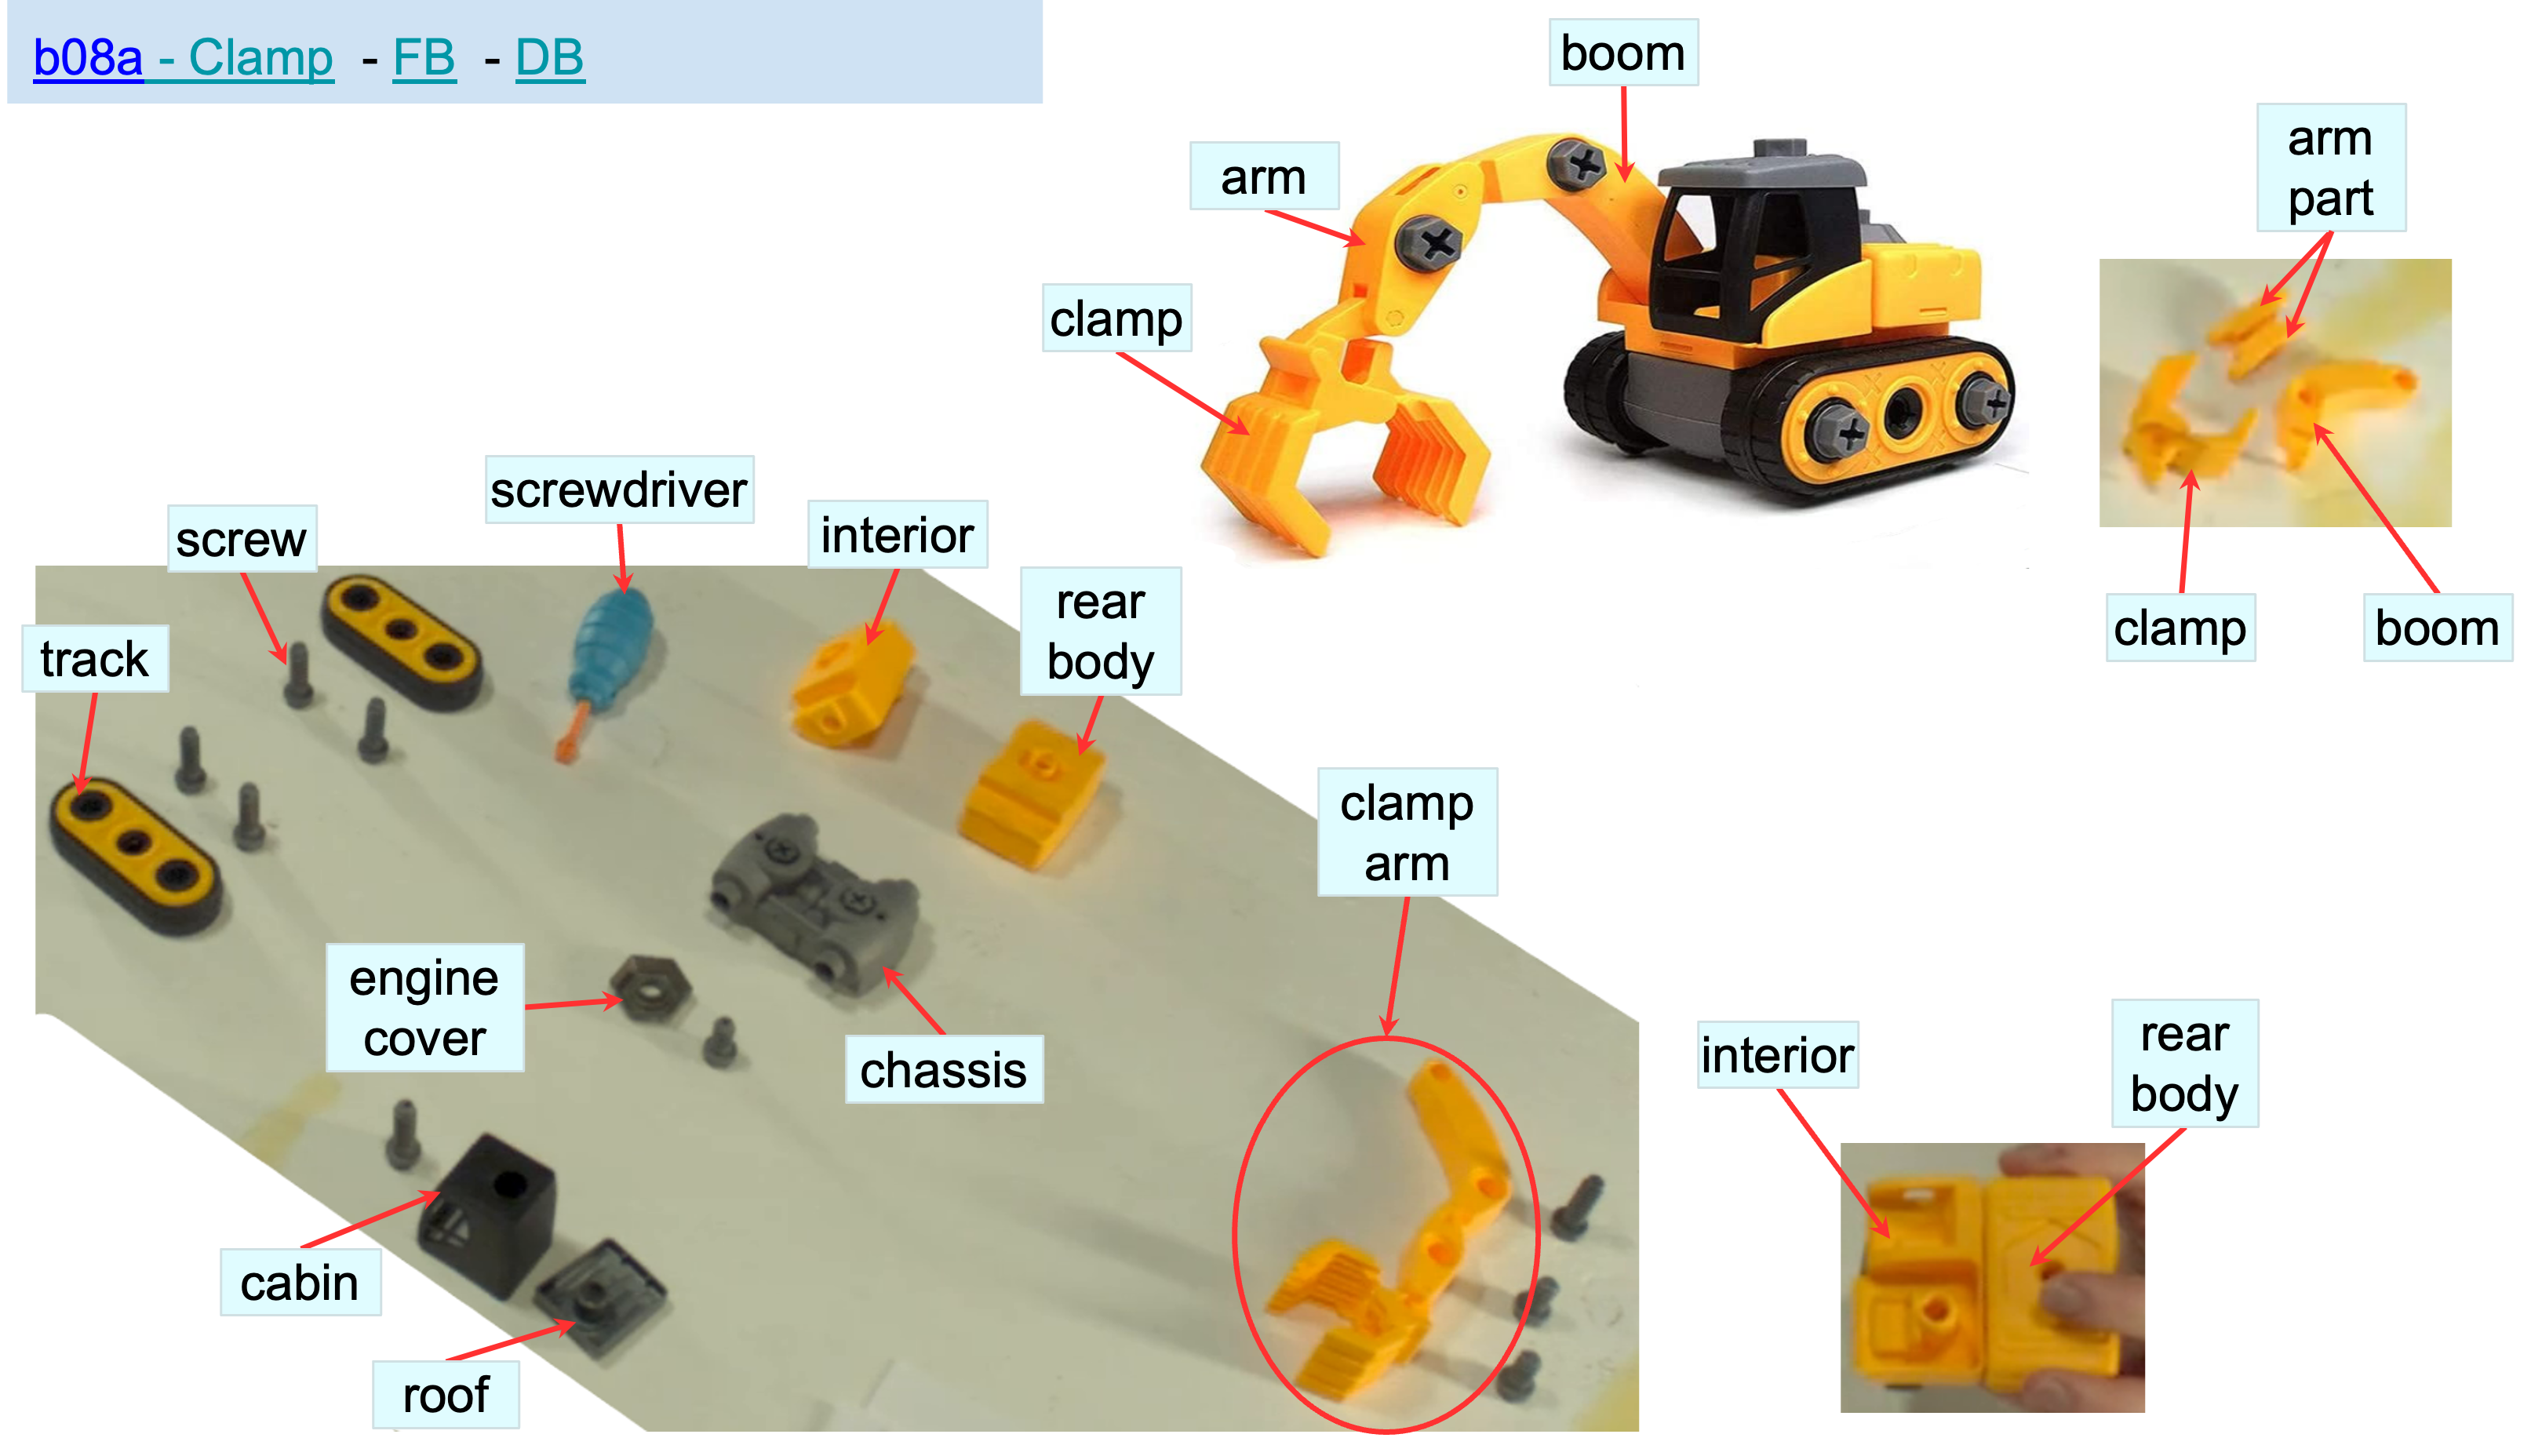 b08a - Clamp - FB - DB
boom
arm
part
arm
clamp
screwdriver
screw
interior
rear
body
track
clamp
boom
clamp
arm
engine
cover
chassis
interior
rear
body
cabin
roof